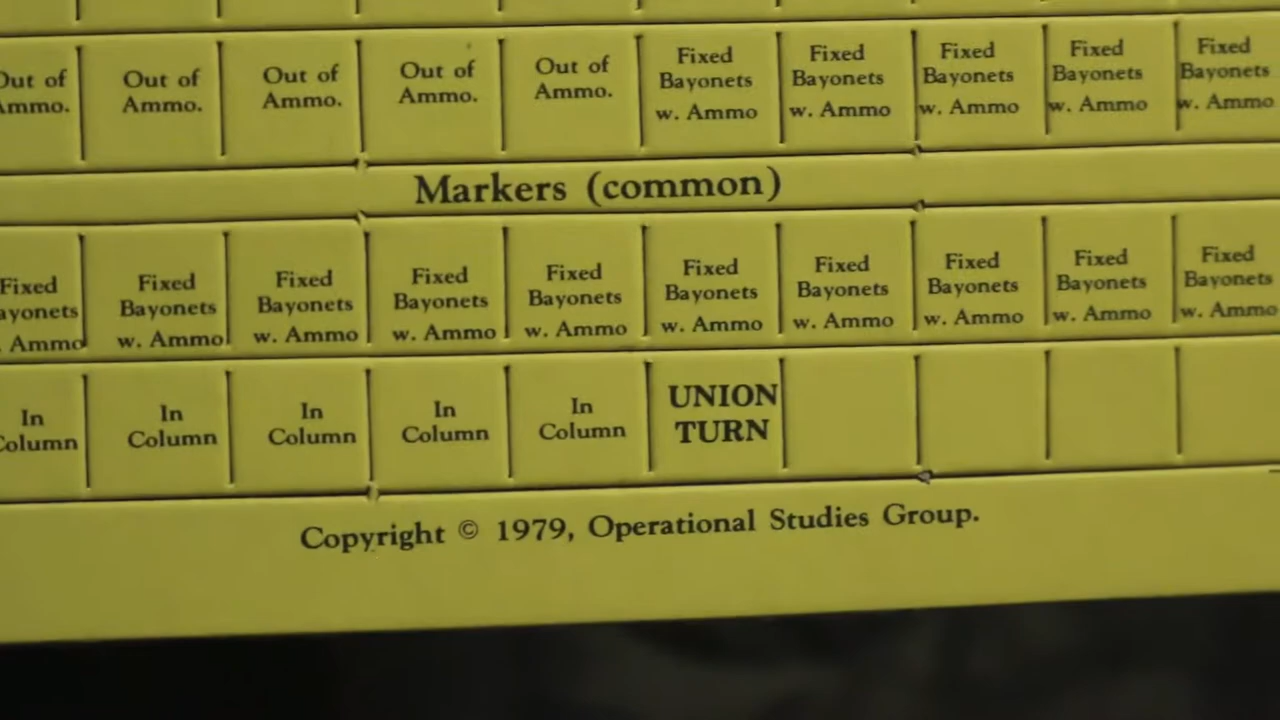 Out of Out of Out of Out of Out of Fixed Fixed Fixed Fixed Fixed
Ammo. Ammo. Ammo. Ammo. Ammo. Bayonets Bayonets Bayonets Bayonets Bayonets
w. Ammo w. Ammo w. Ammo w. Ammo w. Ammo
Markers (common)
Fixed Fixed Fixed Fixed Fixed Fixed Fixed Fixed Fixed Fixed
ayonets Bayonets Bayonets Bayonets Bayonets Bayonets Bayonets Bayonets Bayonets Bayonets
. Ammo w. Ammo w. Ammo w. Ammo w. Ammo w. Ammo w. Ammo w. Ammo w. Ammo w. Ammo
In In In In In UNION
Column Column Column Column Column TURN
Copyright © 1979, Operational Studies Group.